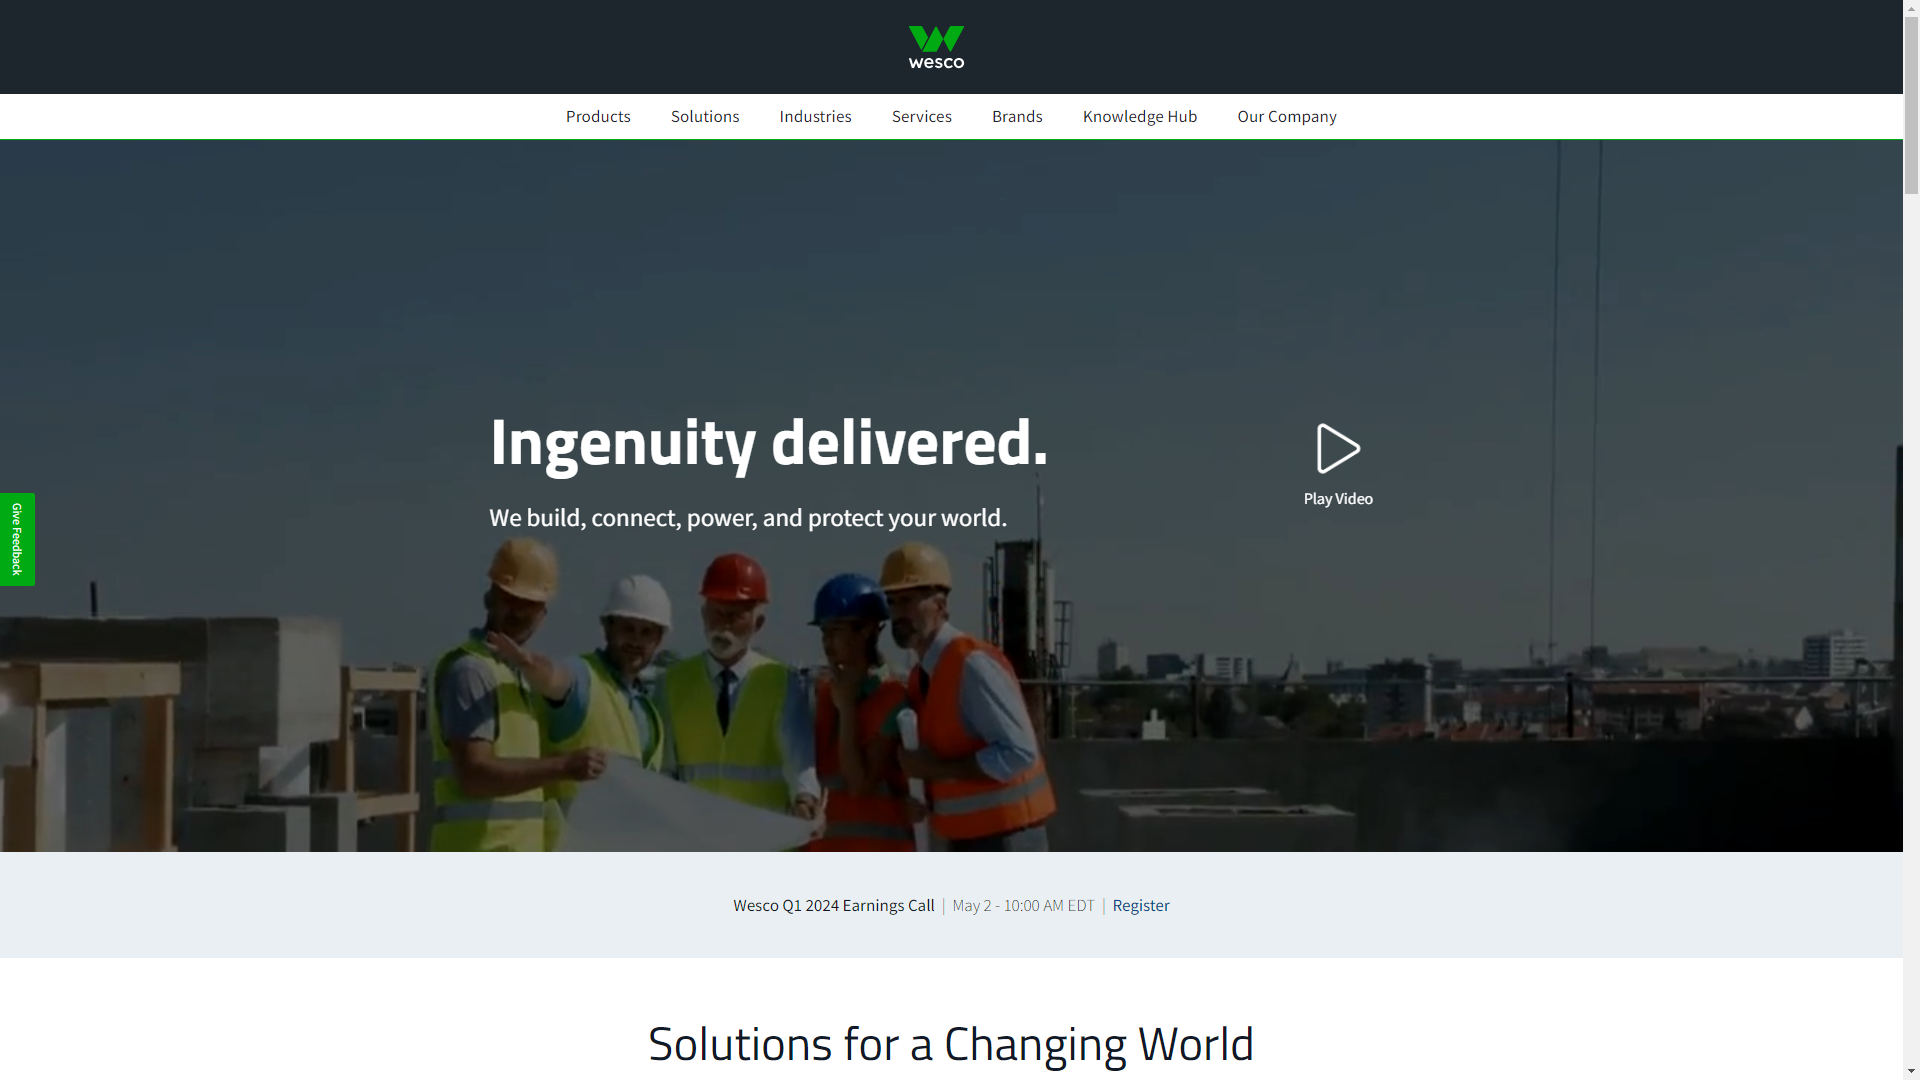 wesco
Products Solutions Industries Services Brands Knowledge Hub Our Company
Ingenuity delivered.
We build, connect, power, and protect your world.
Play Video
Give Feedback
Wesco Q1 2024 Earnings Call | May 2 - 10:00 AM EDT | Register
Solutions for a Changing World